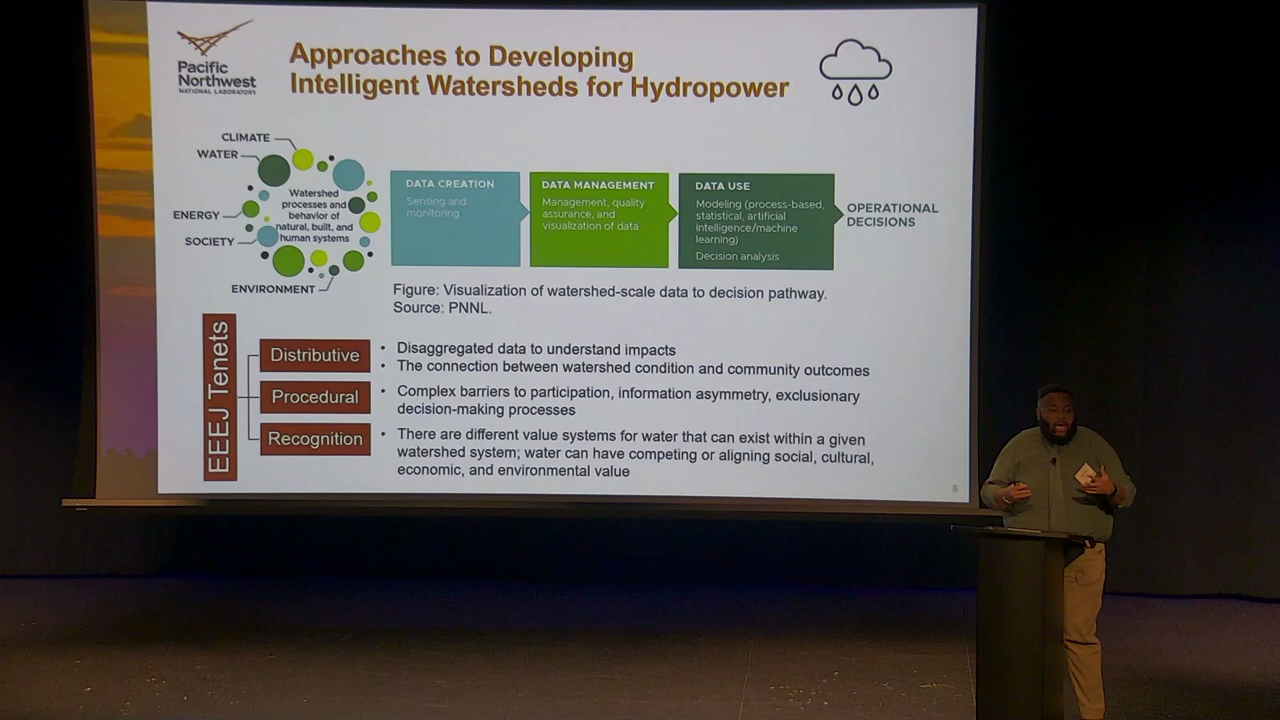 Pacific
Northwest
NATIONAL LABORATORY
Approaches to Developing
Intelligent Watersheds for Hydropower
CLIMATE
WATER
ENERGY
SOCIETY
ENVIRONMENT
Watershed
processes and
behavior of
natural, built, and
human systems
DATA CREATION
Sensing and
monitoring
DATA MANAGEMENT
Management, quality
assurance, and
visualization of data
DATA USE
Modeling (process-based,
statistical, artificial
intelligence/machine
learning)
Decision analysis
OPERATIONAL
DECISIONS
Figure: Visualization of watershed-scale data to decision pathway.
Source: PNNL.
EEEJ Tenets
Distributive
• Disaggregated data to understand impacts
• The connection between watershed condition and community outcomes
Procedural
• Complex barriers to participation, information asymmetry, exclusionary
decision-making processes
Recognition
• There are different value systems for water that can exist within a given
watershed system; water can have competing or aligning social, cultural,
economic, and environmental value
8